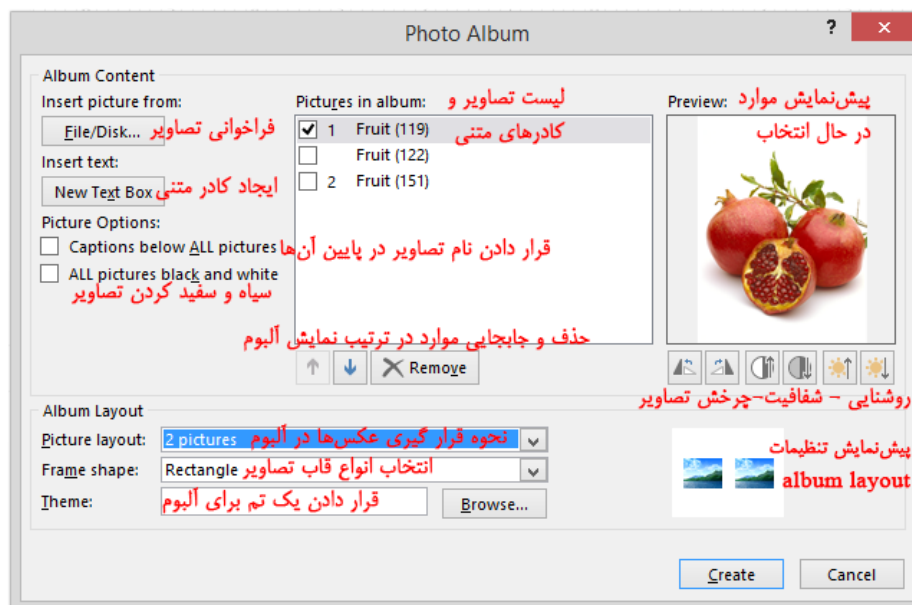 Photo Album
?
Album Content
Insert picture from:
File/Disk... فراخوانی تصاویر
Insert text:
New Text Box ایجاد کادر متنی
Picture Options:
Captions below ALL pictures قرار دادن نام تصاویر در پایین آن‌ها
ALL pictures black and white
سیاه و سفید کردن تصاویر
Pictures in album: لیست تصاویر و
کادرهای متنی
1 Fruit (119)
Fruit (122)
2 Fruit (151)
حذف و جابجایی موارد در ترتیب نمایش آلبوم
Remove
Preview: پیش‌نمایش موارد
در حال انتخاب
روشنایی - شفافیت-چرخش تصاویر
Album Layout
Picture layout: 2 pictures نحوه قرار گیری عکس‌ها در آلبوم
Frame shape: Rectangle انتخاب انواع قاب تصاویر
Theme: قرار دادن یک تم برای آلبوم
Browse...
پیش‌نمایش تنظیمات
album layout
Create
Cancel